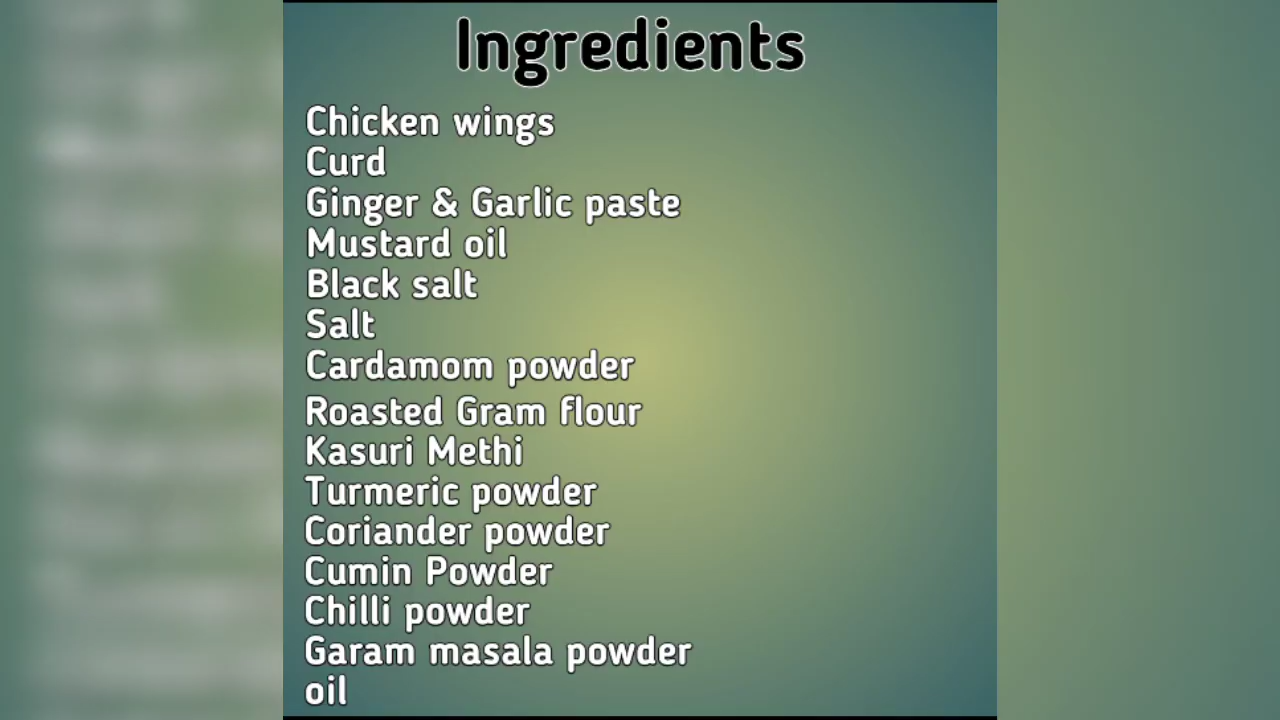 Ingredients
Chicken wings
Curd
Ginger & Garlic paste
Mustard oil
Black salt
Salt
Cardamom powder
Roasted Gram flour
Kasuri Methi
Turmeric powder
Coriander powder
Cumin Powder
Chilli powder
Garam masala powder
oil